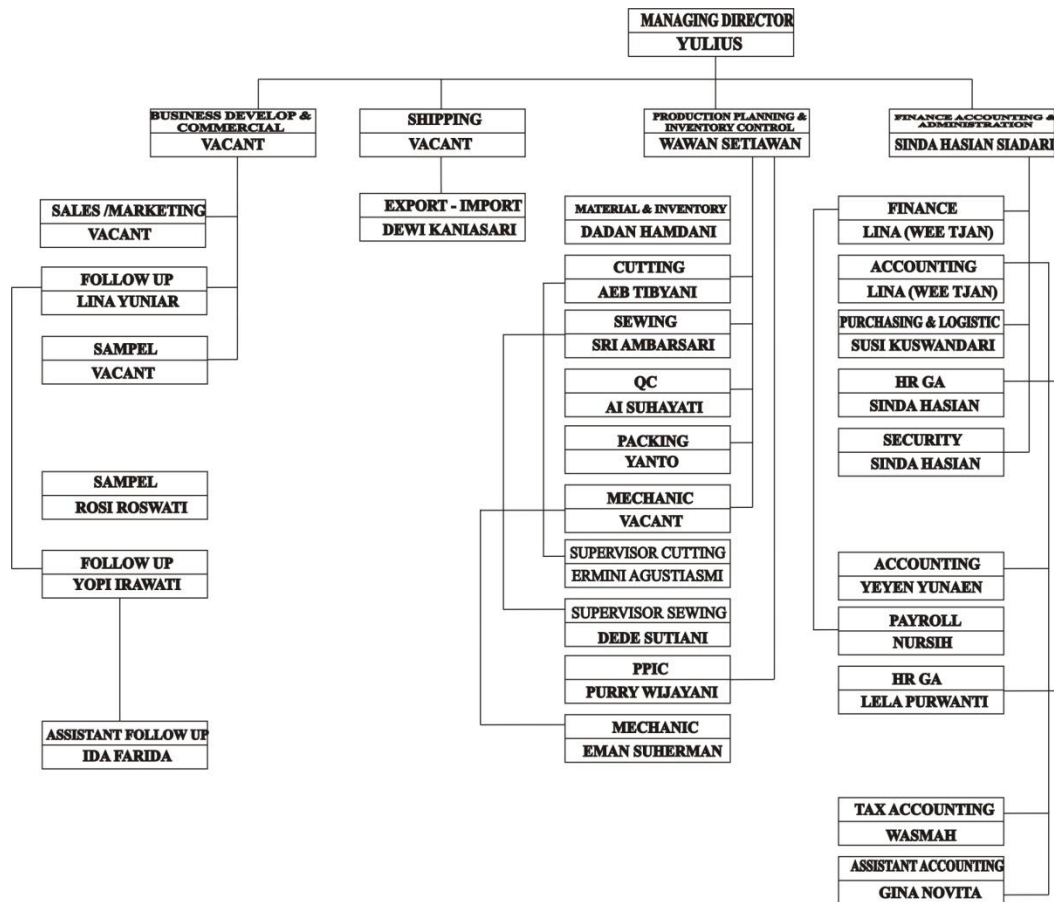 MANAGING DIRECTOR
YULIUS
BUSINESS DEVELOP &
COMMERCIAL
VACANT
SHIPPING
VACANT
PRODUCTION PLANNING &
INVENTORY CONTROL
WAWAN SETIAWAN
FINANCE ACCOUNTING &
ADMINISTRATION
SINDA HASIAN SIADARI
SALES /MARKETING
VACANT
FOLLOW UP
LINA YUNIAR
SAMPEL
VACANT
SAMPEL
ROSI ROSWATI
FOLLOW UP
YOPI IRAWATI
ASSISTANT FOLLOW UP
IDA FARIDA
EXPORT - IMPORT
DEWI KANIASARI
MATERIAL & INVENTORY
DADAN HAMDANI
CUTTING
AEB TIBYANI
SEWING
SRI AMBARSARI
QC
AI SUHAYATI
PACKING
YANTO
MECHANIC
VACANT
SUPERVISOR CUTTING
ERMINI AGUSTIASMI
SUPERVISOR SEWING
DEDE SUTIANI
PPIC
PURRY WIJAYANI
MECHANIC
EMAN SUHERMAN
FINANCE
LINA (WEE TJAN)
ACCOUNTING
LINA (WEE TJAN)
PURCHASING & LOGISTIC
SUSI KUSWANDARI
HR GA
SINDA HASIAN
SECURITY
SINDA HASIAN
ACCOUNTING
YEYEN YUNAEN
PAYROLL
NURSIH
HR GA
LELA PURWANTI
TAX ACCOUNTING
WASMAH
ASSISTANT ACCOUNTING
GINA NOVITA